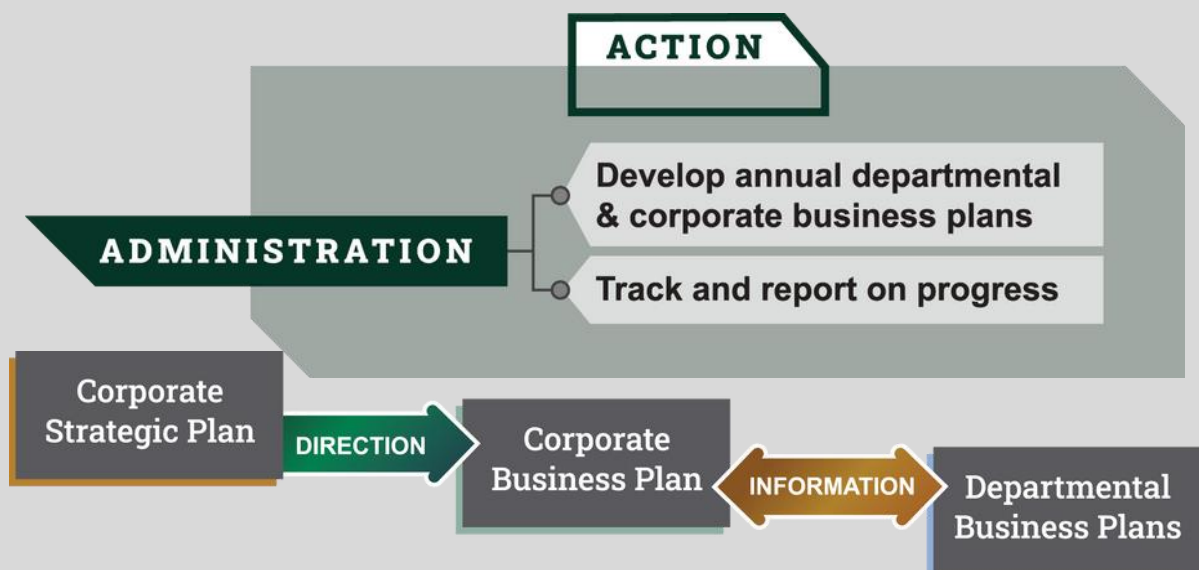 ACTION
Develop annual departmental
& corporate business plans
ADMINISTRATION
Track and report on progress
Corporate
Strategic Plan
DIRECTION
Corporate
Business Plan
INFORMATION
Departmental
Business Plans